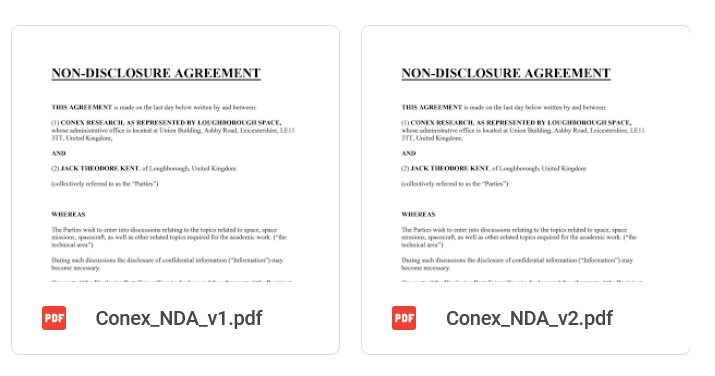 NON-DISCLOSURE AGREEMENT
THIS AGREEMENT is made on the last day below written by and between:
(1) CONEX RESEARCH, AS REPRESENTED BY LOUGHBOROUGH SPACE,
whose administrative office is located at Union Building, Ashby Road, Leicestershire, LE11
3TT, United Kingdom;
AND
(2) JACK THEODORE KENT, of Loughborough, United Kingdom
(collectively referred to as the “Parties”)
WHEREAS
The Parties wish to enter into discussions relating to the topics related to space, space
missions, spacecraft, as well as other related topics required for the academic work. (“the
technical area”)
During such discussions the disclosure of confidential information (“Information”) may
become necessary.
PDF Conex_NDA_v1.pdf
NON-DISCLOSURE AGREEMENT
THIS AGREEMENT is made on the last day below written by and between:
(1) CONEX RESEARCH, AS REPRESENTED BY LOUGHBOROUGH SPACE,
whose administrative office is located at Union Building, Ashby Road, Leicestershire, LE11
3TT, United Kingdom;
AND
(2) JACK THEODORE KENT, of Loughborough, United Kingdom
(collectively referred to as the “Parties”)
WHEREAS
The Parties wish to enter into discussions relating to the topics related to space, space
missions, spacecraft, as well as other related topics required for the academic work. (“the
technical area”)
During such discussions the disclosure of confidential information (“Information”) may
become necessary.
PDF Conex_NDA_v2.pdf